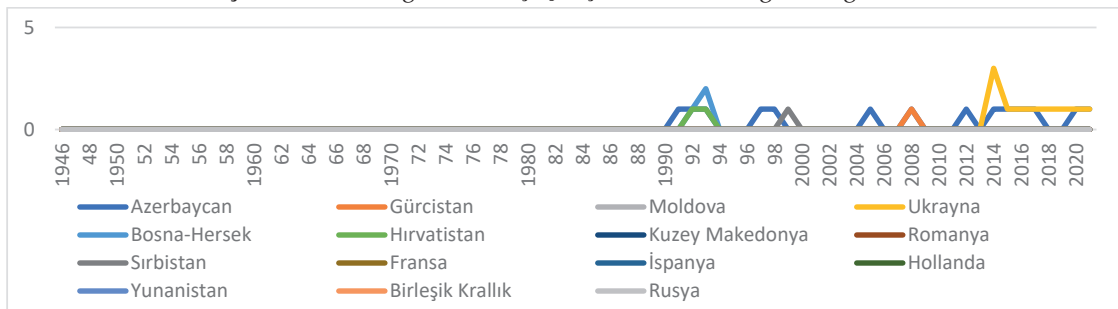 5
0
1946 48 1950 52 54 56 58 1960 62 64 66 68 1970 72 74 76 78 1980 82 84 86 88 1990 92 94 96 98 2000 2002 2004 2006 2008 2010 2012 2014 2016 2018 2020
Azerbaycan Gürcistan Moldova Ukrayna
Bosna-Hersek Hırvatistan Kuzey Makedonya Romanya
Sırbistan Fransa İspanya Hollanda
Yunanistan Birleşik Krallık Rusya